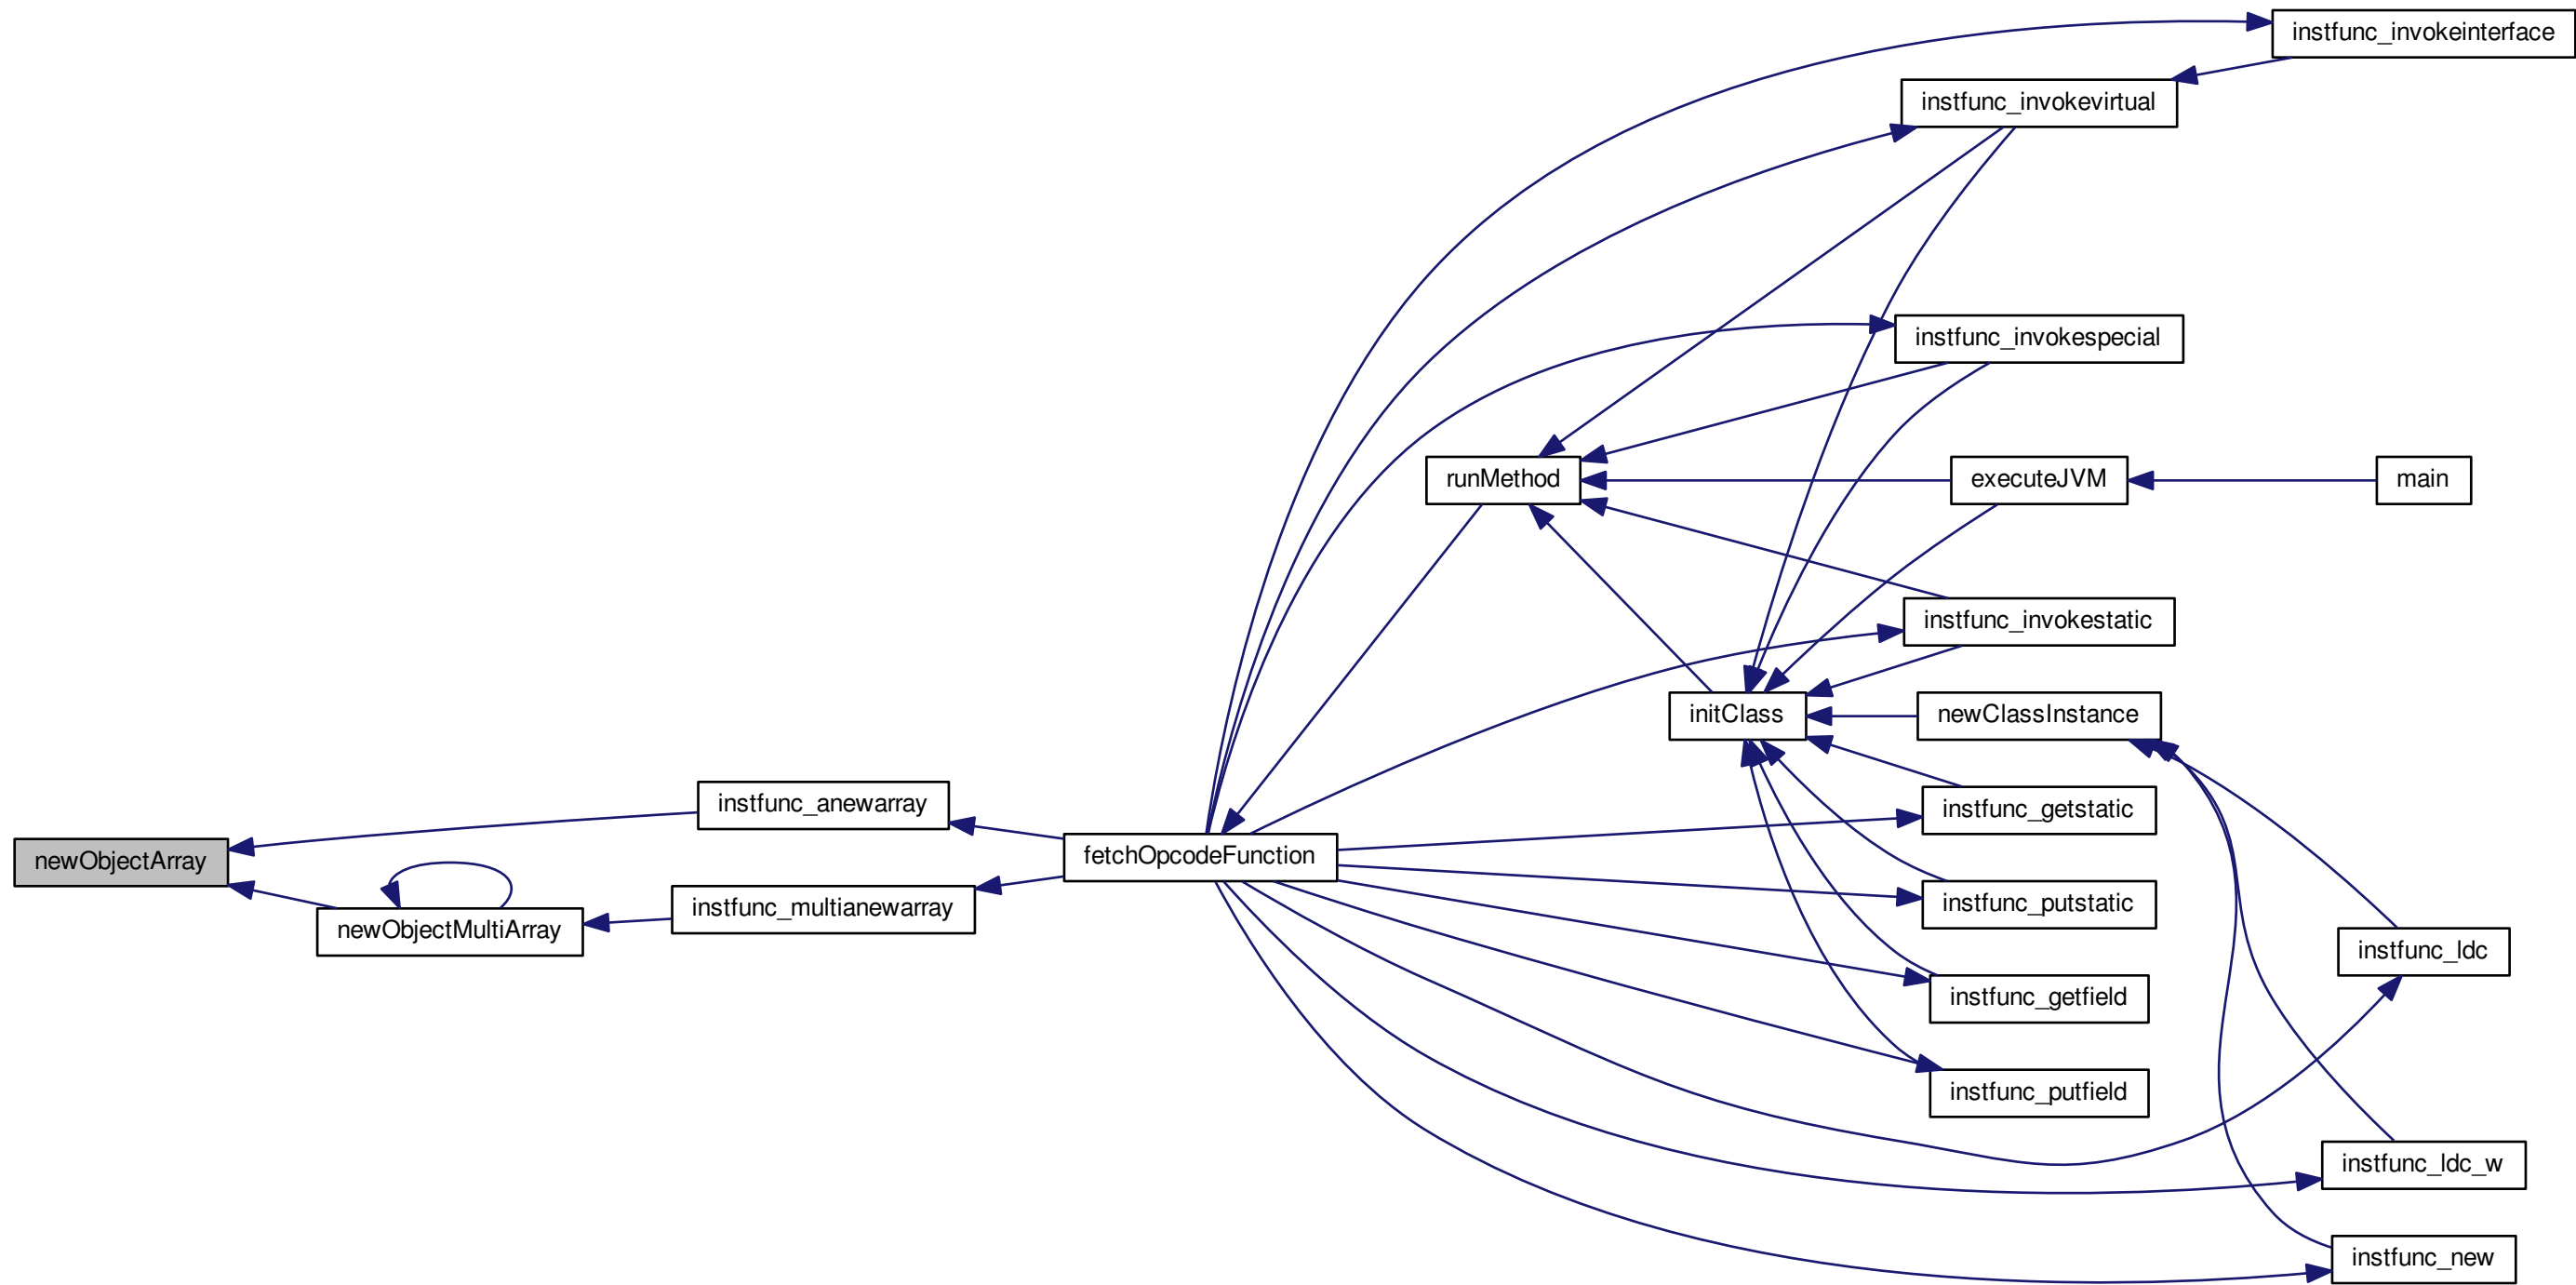 instfunc_invokeinterface
instfunc_invokevirtual
instfunc_invokespecial
runMethod
executeJVM
main
instfunc_invokestatic
initClass
newClassInstance
instfunc_anewarray
instfunc_getstatic
newObjectArray
fetchOpcodeFunction
instfunc_multianewarray
instfunc_putstatic
newObjectMultiArray
instfunc_ldc
instfunc_getfield
instfunc_putfield
instfunc_ldc_w
instfunc_new